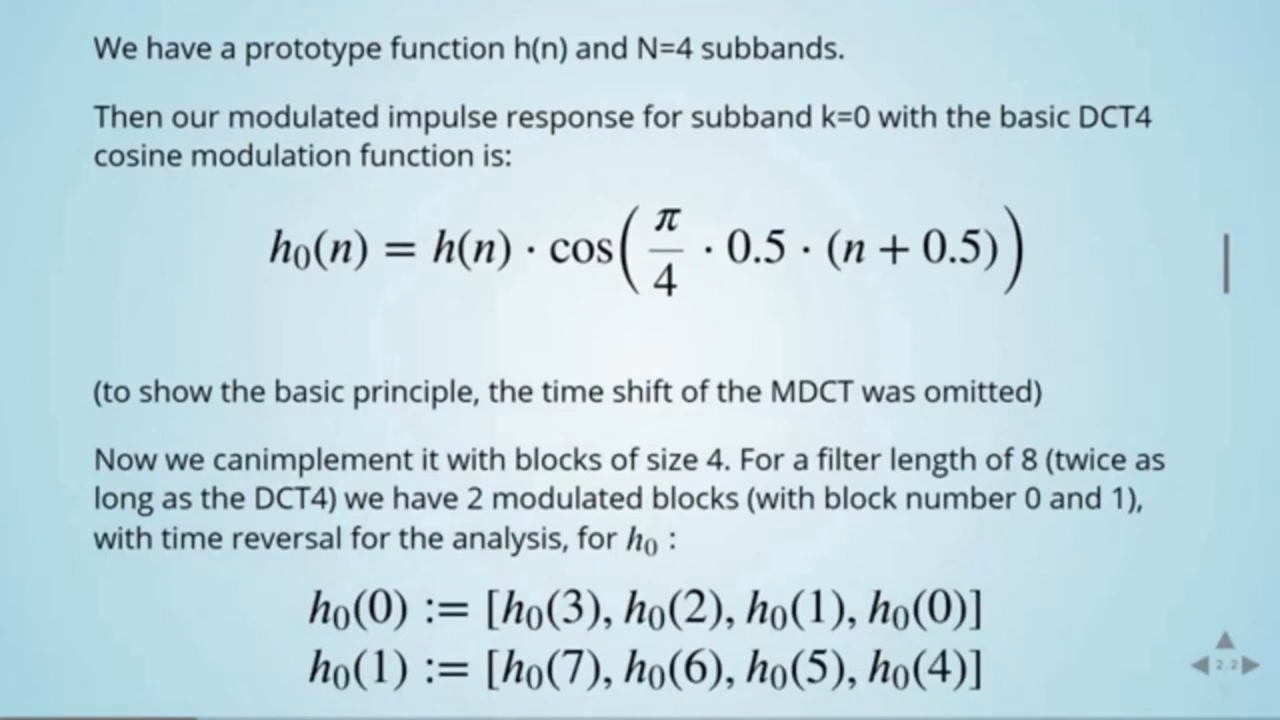 We have a prototype function h(n) and N=4 subbands.
Then our modulated impulse response for subband k=0 with the basic DCT4
cosine modulation function is:
h₀(n) = h(n) · cos(π/4 · 0.5 · (n + 0.5))
(to show the basic principle, the time shift of the MDCT was omitted)
Now we canimplement it with blocks of size 4. For a filter length of 8 (twice as
long as the DCT4) we have 2 modulated blocks (with block number 0 and 1),
with time reversal for the analysis, for h₀ :
h₀(0) := [h₀(3), h₀(2), h₀(1), h₀(0)]
h₀(1) := [h₀(7), h₀(6), h₀(5), h₀(4)]
2.2